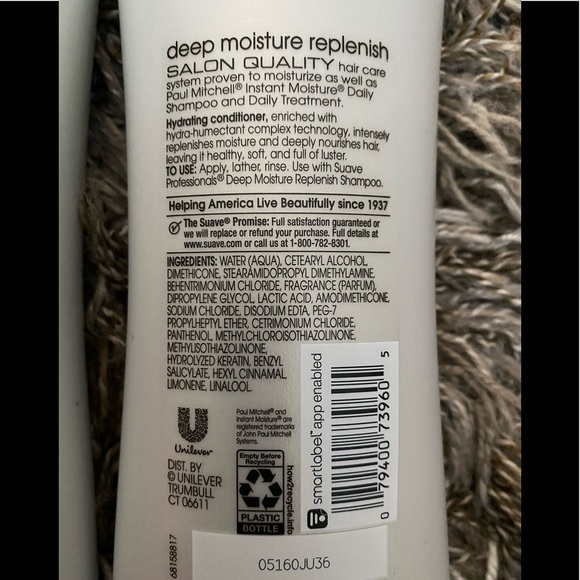 deep moisture replenish
SALON QUALITY hair care
system proven to moisturize as well as
Paul Mitchell® Instant Moisture® Daily
Shampoo and Daily Treatment.
Hydrating conditioner, enriched with
hydra-humectant complex technology, intensely
replenishes moisture and deeply nourishes hair,
leaving it healthy, soft, and full of luster.
TO USE: Apply, lather, rinse. Use with Suave
Professionals® Deep Moisture Replenish Shampoo.
Helping America Live Beautifully since 1937
The Suave® Promise: Full satisfaction guaranteed or
we will replace or refund your purchase. Full details at
www.suave.com or call us at 1-800-782-8301.
INGREDIENTS: WATER (AQUA), CETEARYL ALCOHOL,
DIMETHICONE, STEARAMIDOPROPYL DIMETHYLAMINE,
BEHENTRIMONIUM CHLORIDE, FRAGRANCE (PARFUM),
DIPROPYLENE GLYCOL, LACTIC ACID, AMODIMETHICONE,
SODIUM CHLORIDE, DISODIUM EDTA, PEG-7
PROPYLHEPTYL ETHER, CETRIMONIUM CHLORIDE,
PANTHENOL, METHYLCHLOROISOTHIAZOLINONE,
METHYLISOTHIAZOLINONE,
HYDROLYZED KERATIN, BENZYL
SALICYLATE, HEXYL CINNAMAL,
LIMONENE, LINALOOL.
Unilever
DIST. BY
© UNILEVER
TRUMBULL
CT 06611
68158817
Paul Mitchell® and
Instant Moisture® are
registered trademarks
of John Paul Mitchell
Systems.
Empty Before
Recycling
PLASTIC
BOTTLE
how2recycle.info
smartlabel™ app enabled
0 79400 73960 5
05160JU36